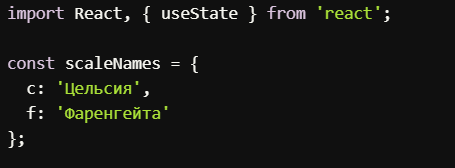 import React, { useState } from 'react';
const scaleNames = {
  c: 'Цельсия',
  f: 'Фаренгейта'
};